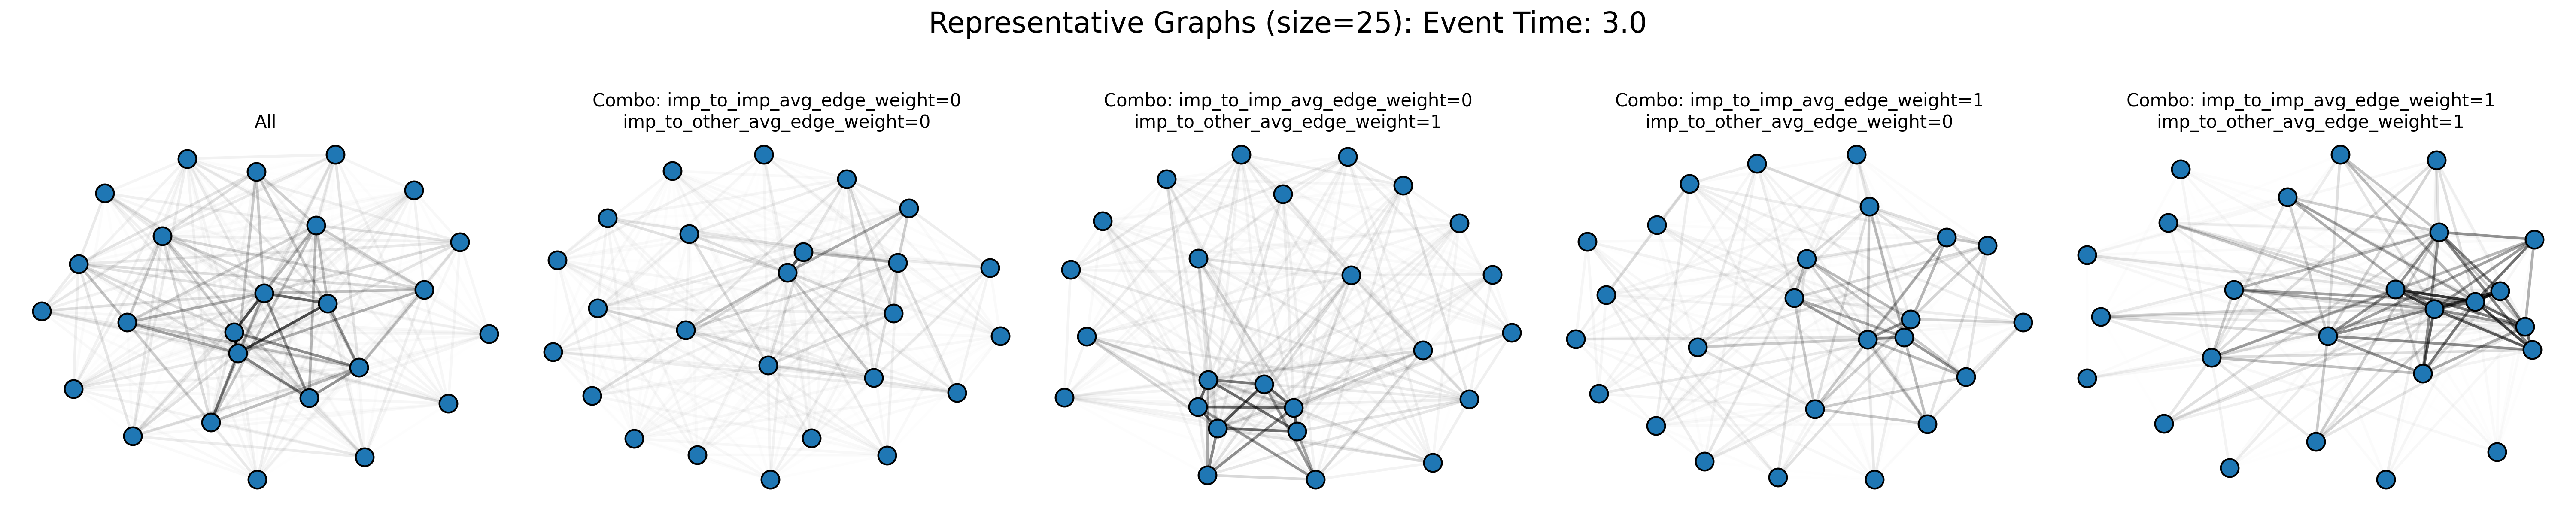 Representative Graphs (size=25): Event Time: 3.0
All
Combo: imp_to_imp_avg_edge_weight=0
imp_to_other_avg_edge_weight=0
Combo: imp_to_imp_avg_edge_weight=0
imp_to_other_avg_edge_weight=1
Combo: imp_to_imp_avg_edge_weight=1
imp_to_other_avg_edge_weight=0
Combo: imp_to_imp_avg_edge_weight=1
imp_to_other_avg_edge_weight=1